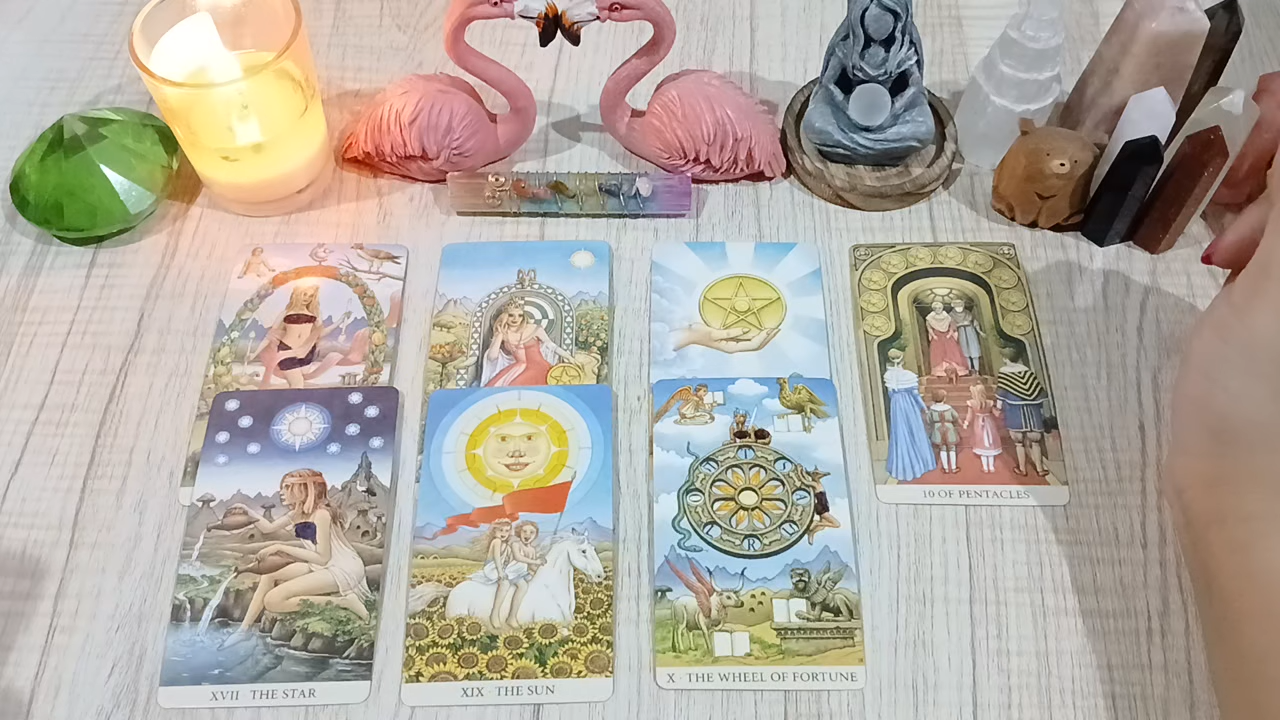 10 OF PENTACLES
XVII · THE STAR
XIX · THE SUN
X · THE WHEEL OF FORTUNE